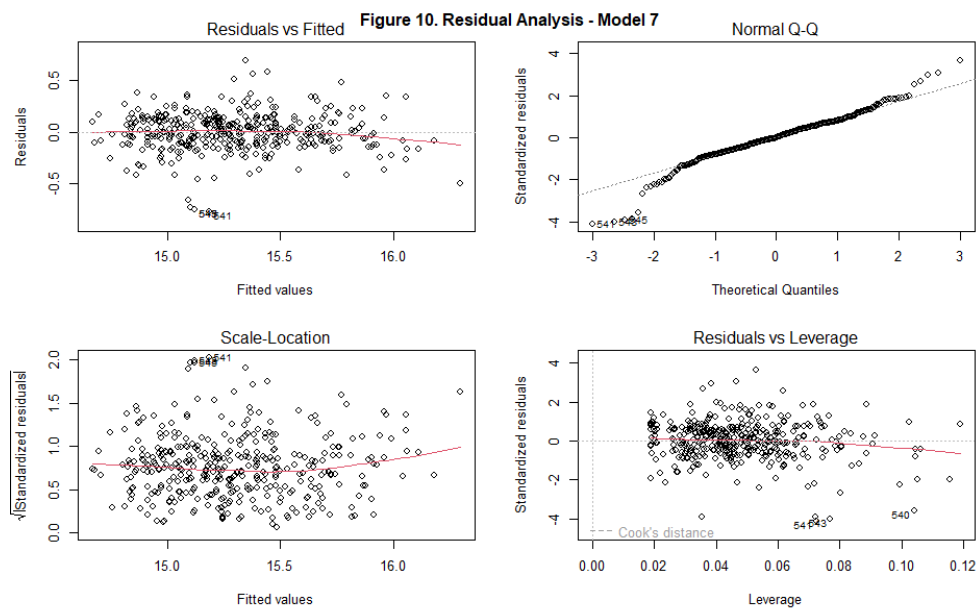 Figure 10. Residual Analysis - Model 7
Residuals vs Fitted
Residuals
0.5
0.0
-0.5
541
15.0 15.5 16.0
Fitted values
Normal Q-Q
Standardized residuals
4
2
0
-2
-4
541
-3 -2 -1 0 1 2 3
Theoretical Quantiles
Scale-Location
√|Standardized residuals|
2.0
1.5
1.0
0.5
0.0
541
15.0 15.5 16.0
Fitted values
Residuals vs Leverage
Standardized residuals
4
2
0
-2
-4
541 543 540
Cook's distance
0.00 0.02 0.04 0.06 0.08 0.10 0.12
Leverage